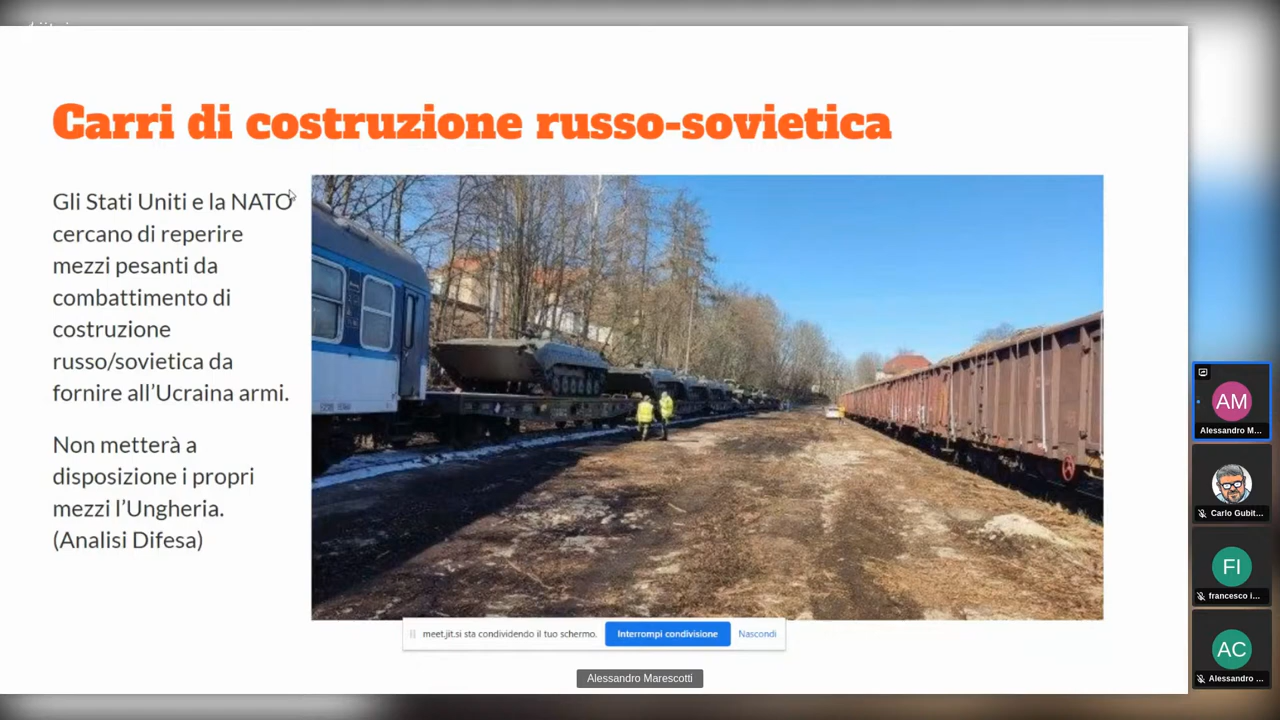 Carri di costruzione russo-sovietica
Gli Stati Uniti e la NATO
cercano di reperire
mezzi pesanti da
combattimento di
costruzione
russo/sovietica da
fornire all’Ucraina armi.
Non metterà a
disposizione i propri
mezzi l’Ungheria.
(Analisi Difesa)
meet.jit.si sta condividendo il tuo schermo.
Interrompi condivisione
Nascondi
Alessandro Marescotti
AM
Alessandro M...
Carlo Gubit...
FI
francesco i...
AC
Alessandro ...